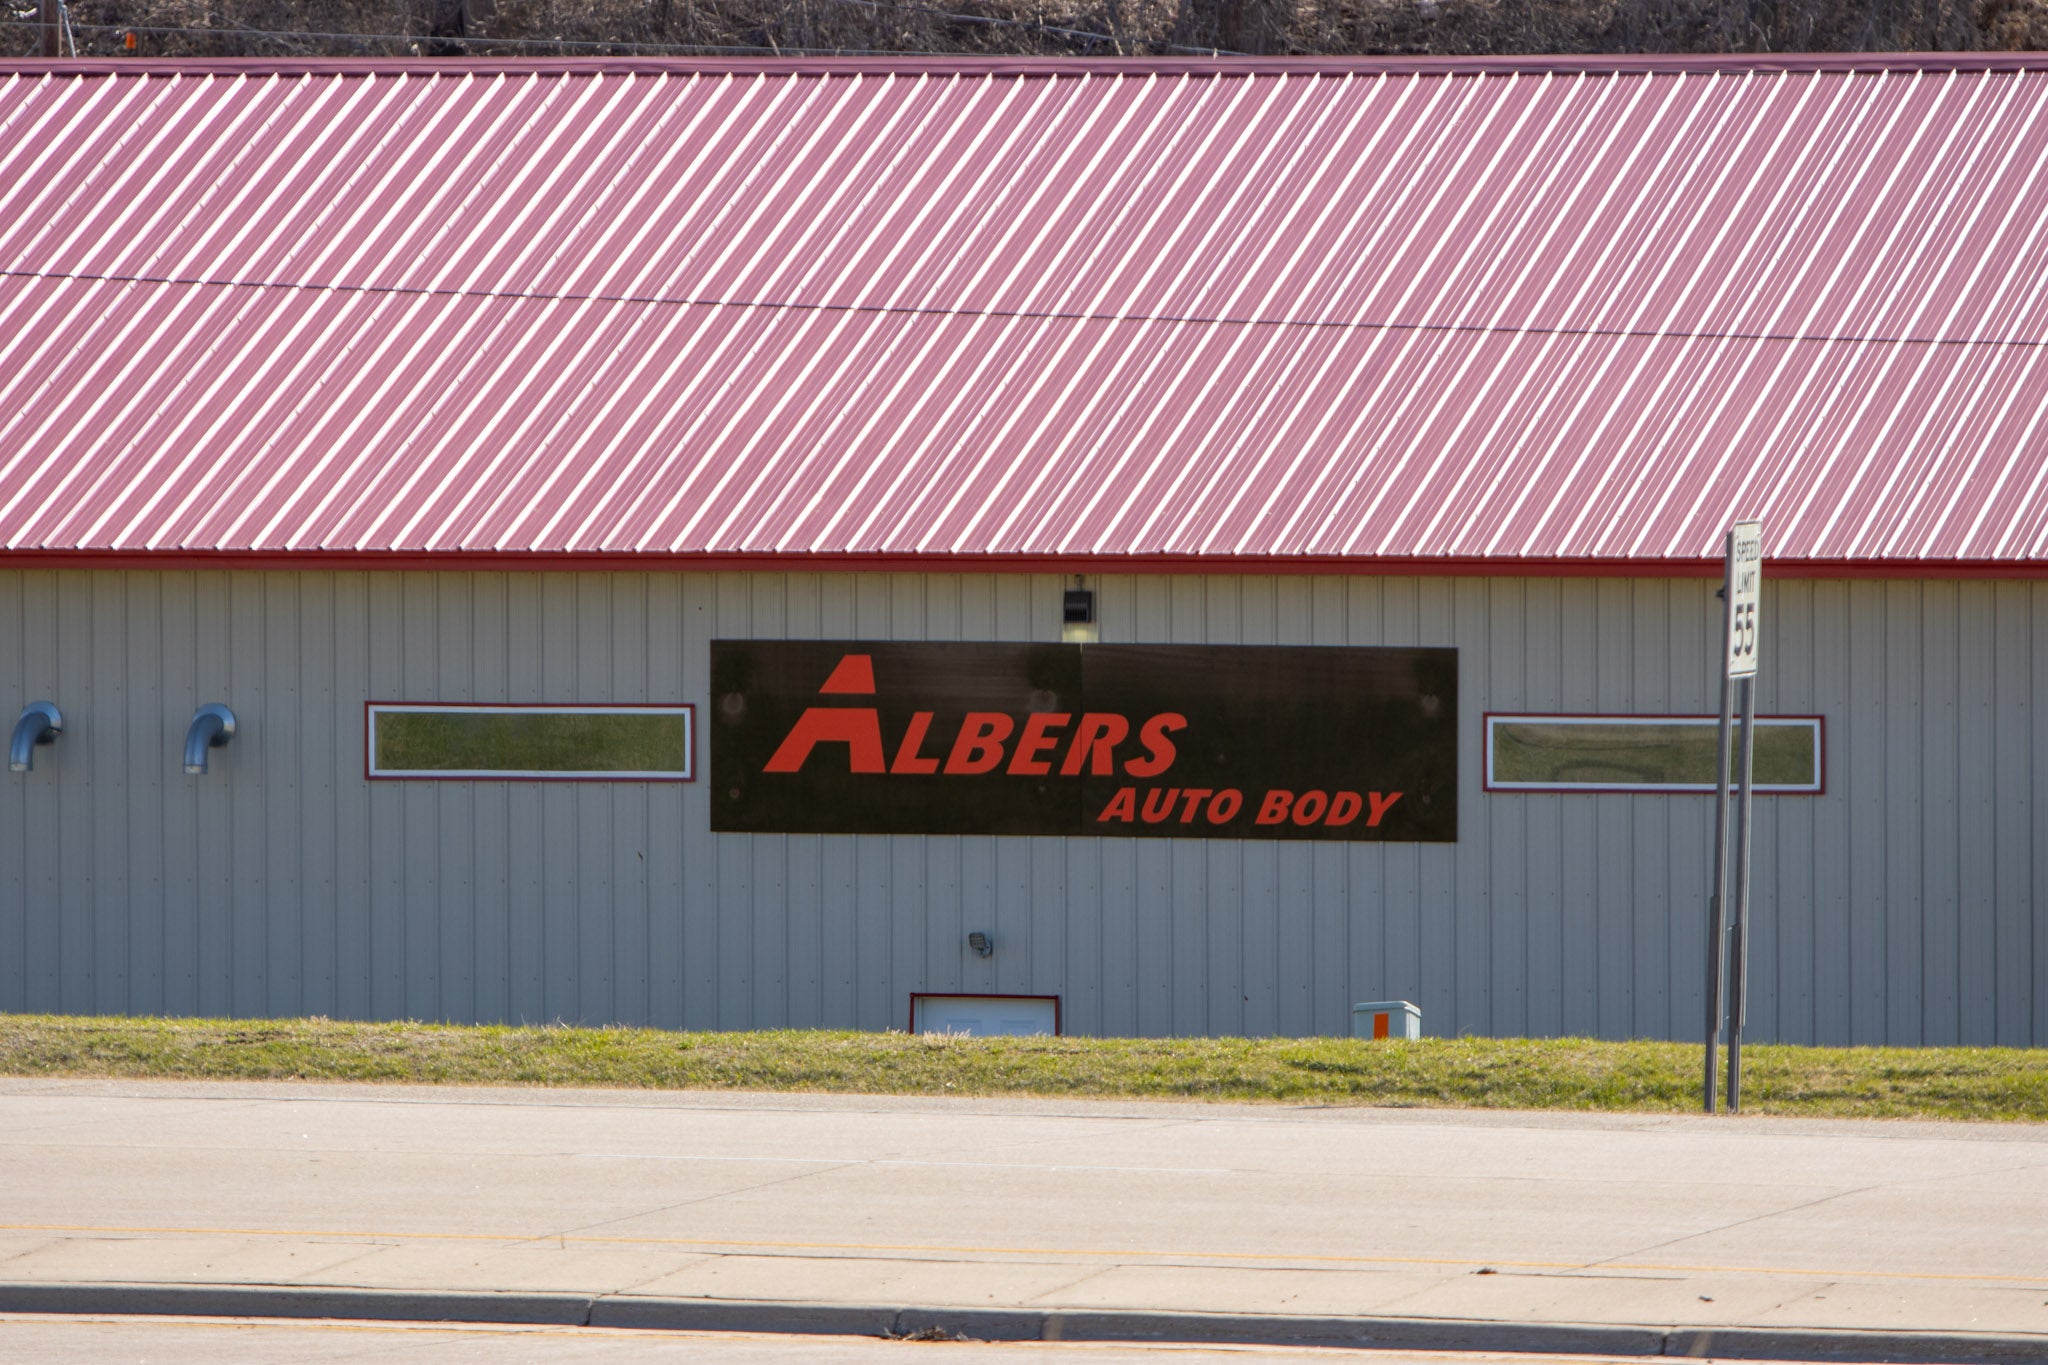 ALBERS
AUTO BODY
SPEED
LIMIT
55